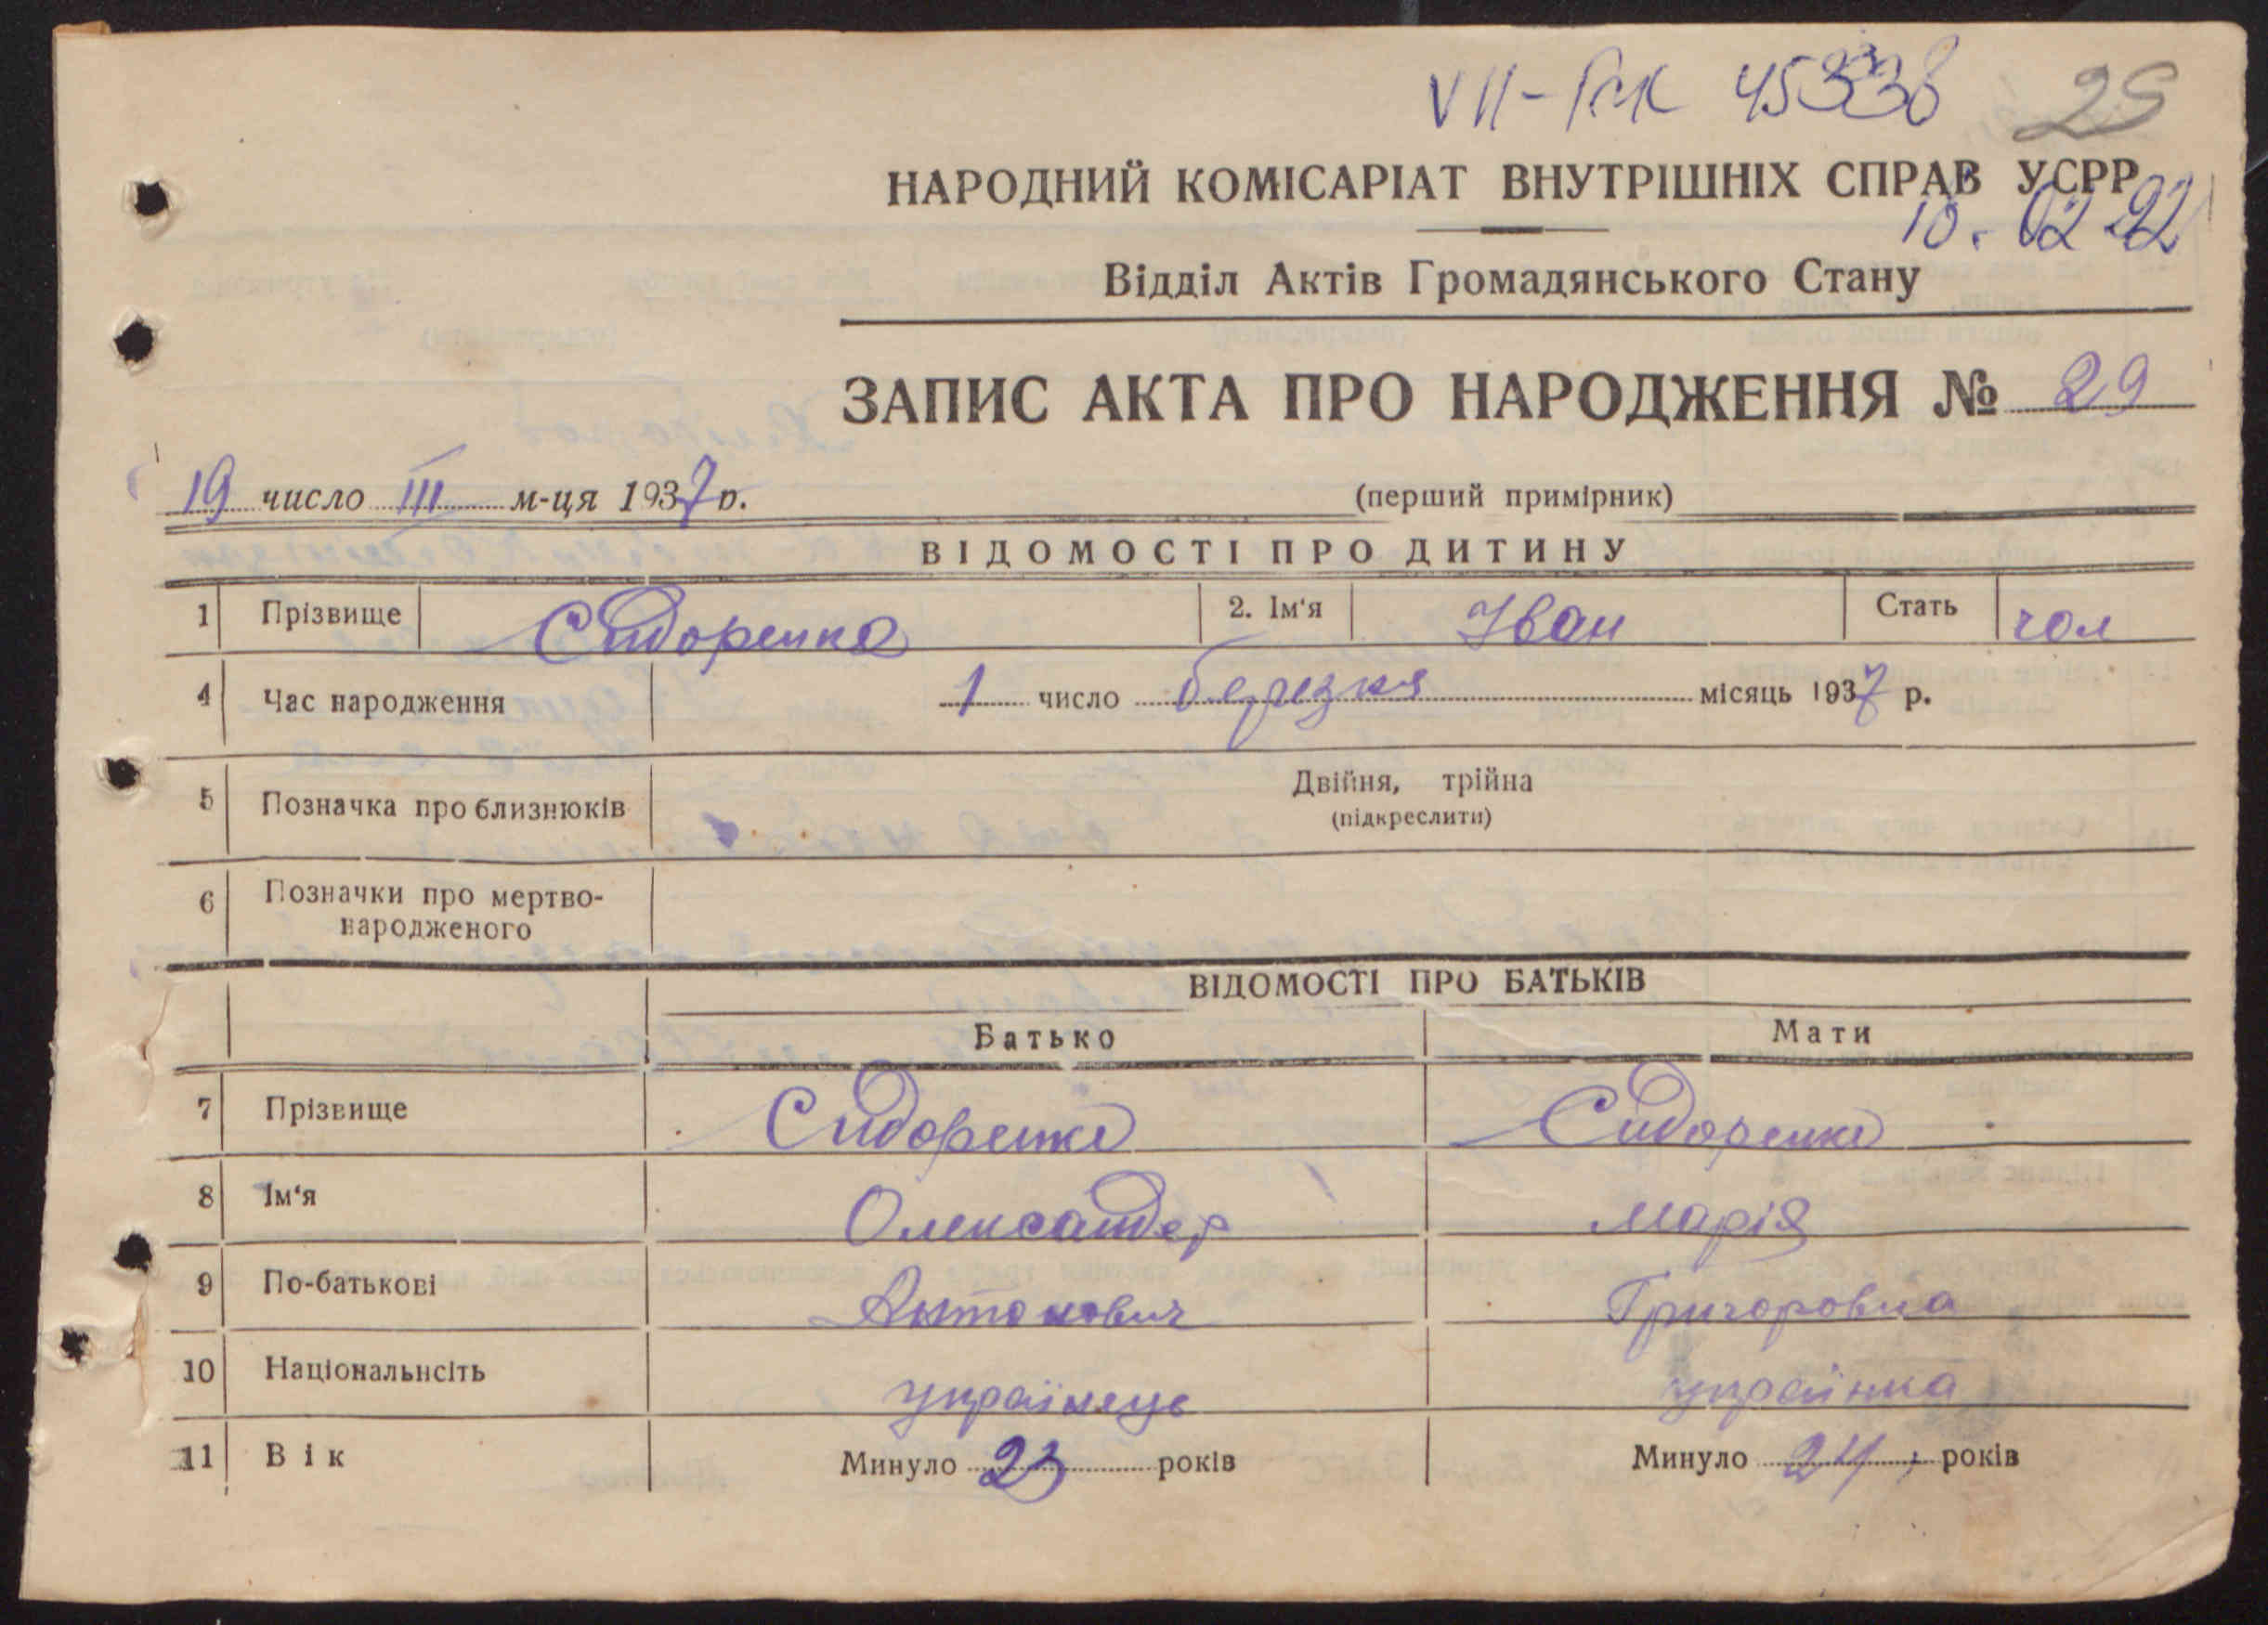 VII-БК 45338 29
НАРОДНИЙ КОМІСАРІАТ ВНУТРІШНІХ СПРАВ УСРР
10.02.92
Відділ Актів Громадянського Стану
ЗАПИС АКТА ПРО НАРОДЖЕННЯ № 29
19 число III м-ця 1937 р.
(перший примірник)
ВІДОМОСТІ ПРО ДИТИНУ
1 Прізвище Сидоренко 2. Ім'я Іван Стать чол
4 Час народження 1 число березня місяць 1937 р.
5 Позначка про близнюків Двійня, трійна
(підкреслити)
6 Позначки про мертво-
народженого
ВІДОМОСТІ ПРО БАТЬКІВ
Батько Мати
7 Прізвище Сидоренко Сидоренко
8 Ім'я Олександер Марія
9 По-батькові Антонович Григоровна
10 Національнсіть українець українка
11 Вік Минуло 23 років Минуло 24 років